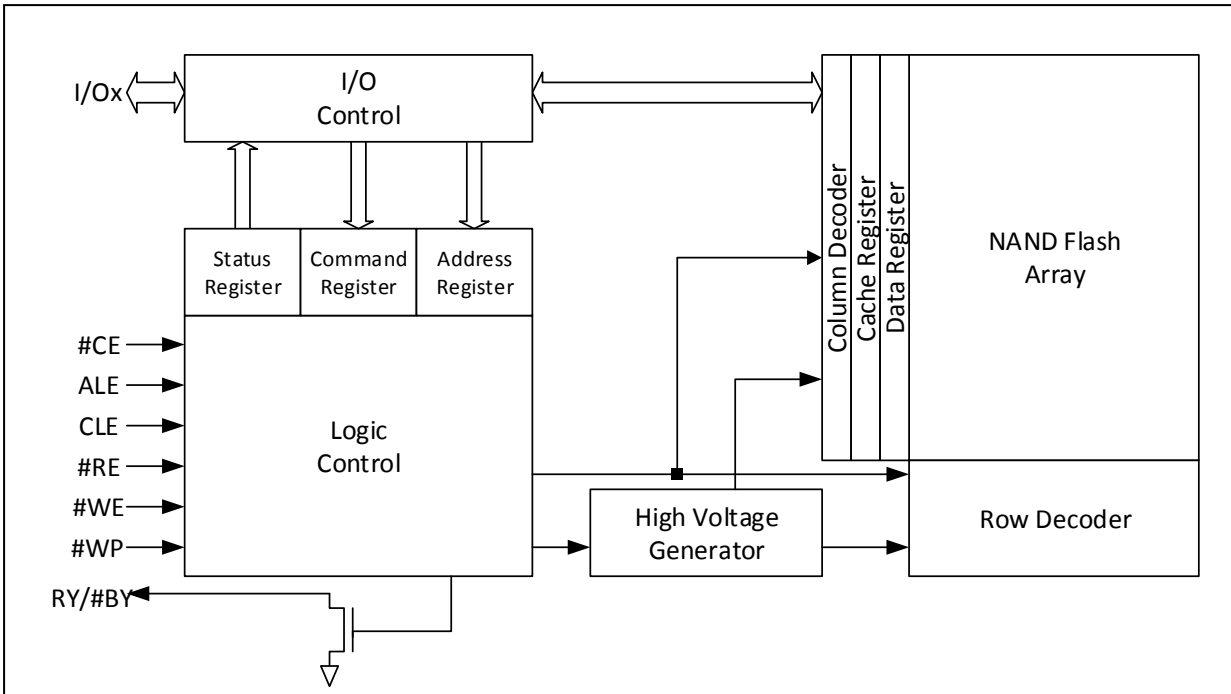 I/Ox
I/O
Control
Status
Register
Command
Register
Address
Register
#CE
ALE
CLE
#RE
#WE
#WP
RY/#BY
Logic
Control
High Voltage
Generator
Column Decoder
Cache Register
Data Register
NAND Flash
Array
Row Decoder